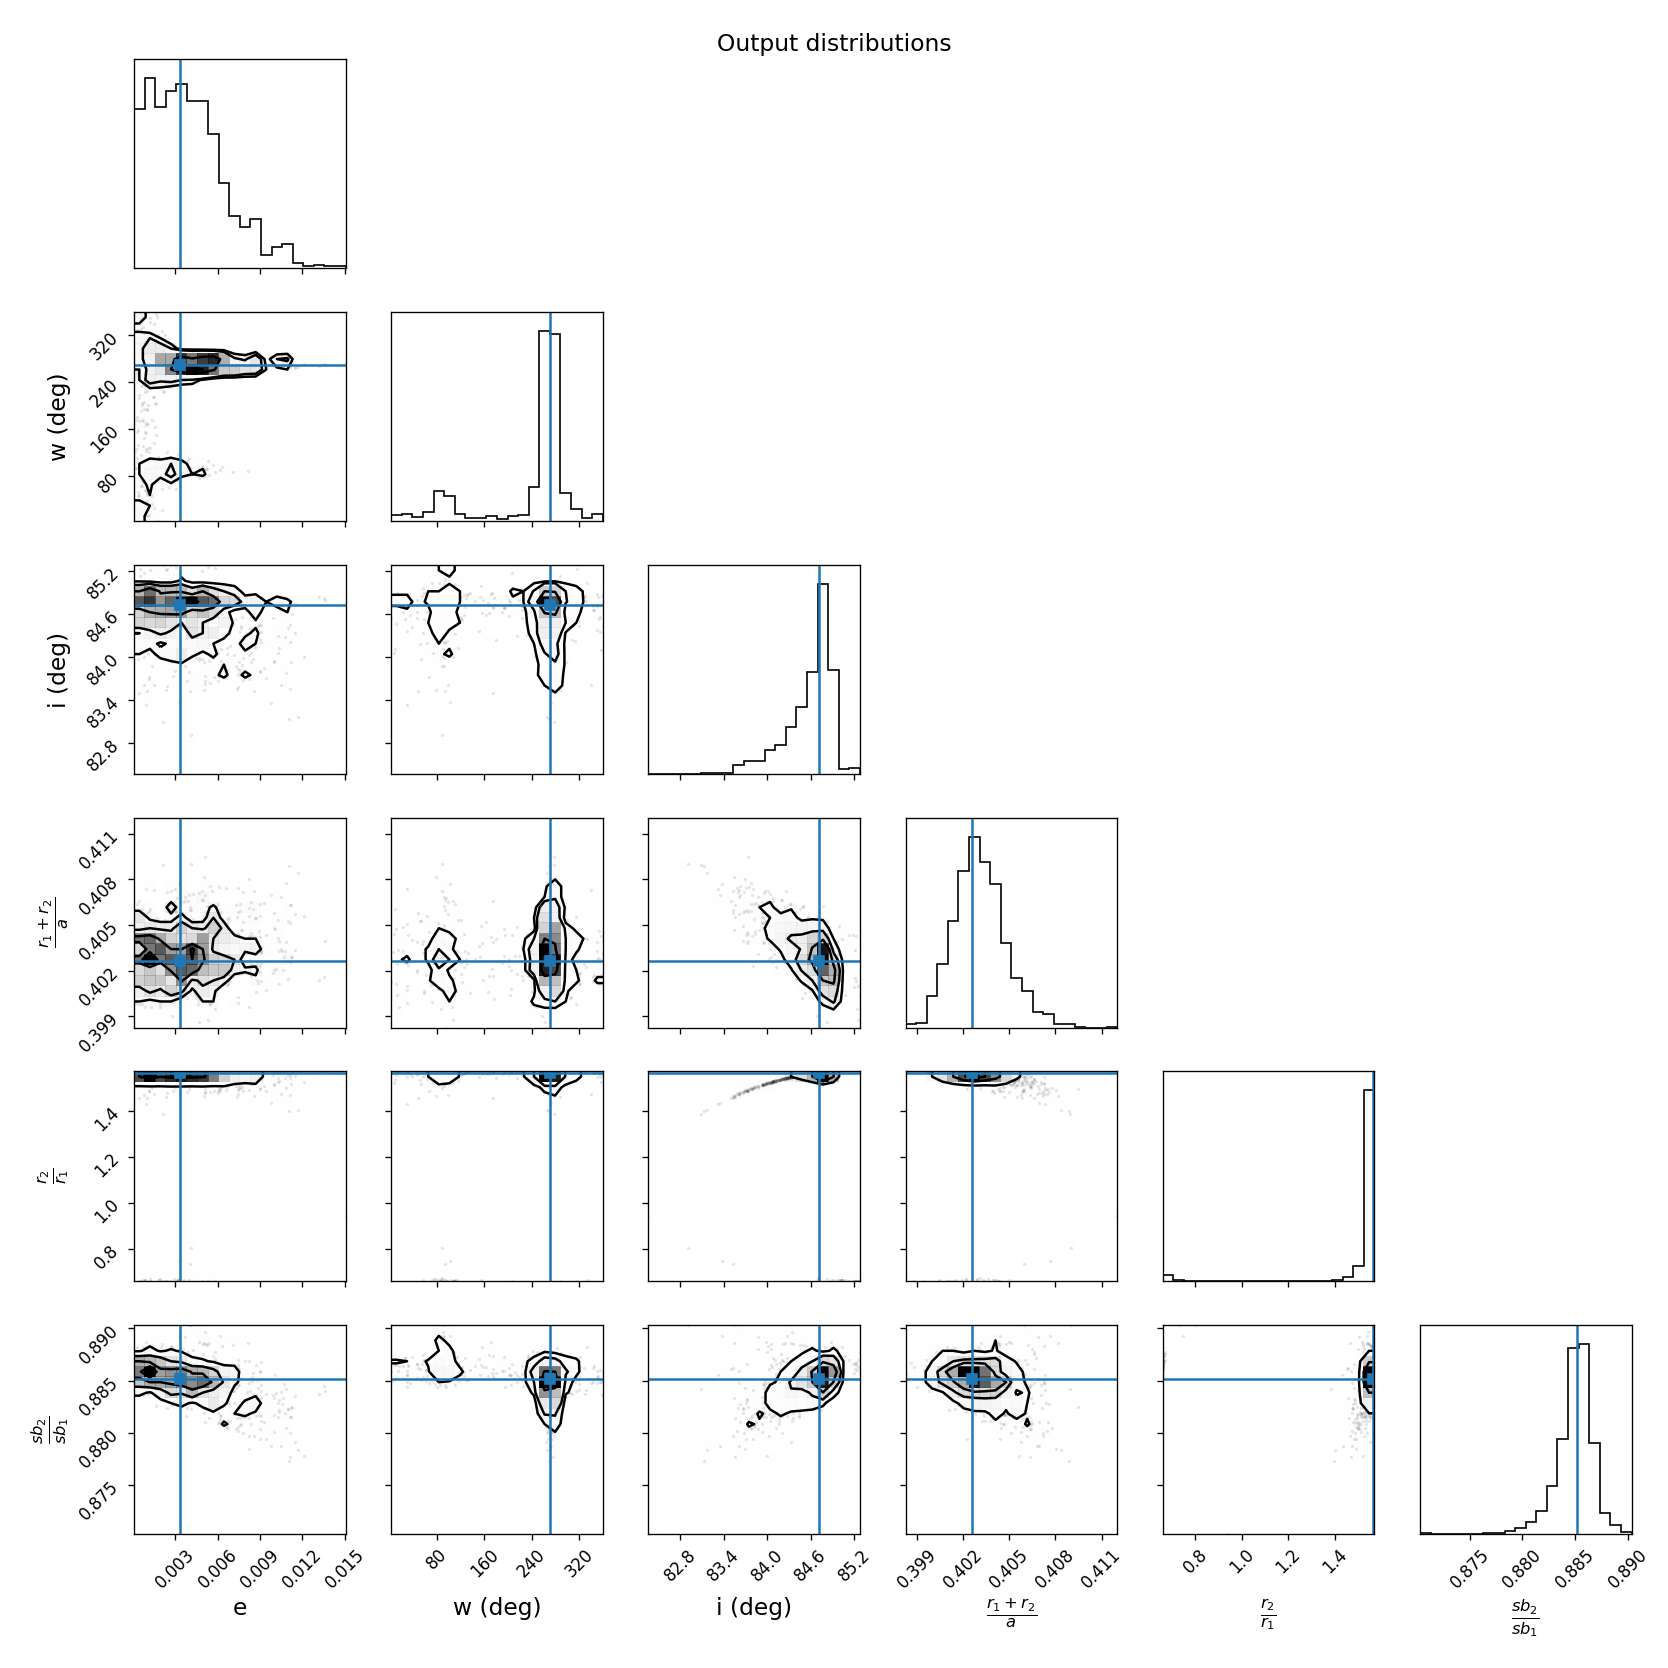 Output distributions
w (deg)
320
240
160
80
i (deg)
85.2
84.6
84.0
83.4
82.8
r₁ + r₂
a
0.411
0.408
0.405
0.402
0.399
r₂
r₁
1.4
1.2
1.0
0.8
sb₂
sb₁
0.890
0.885
0.880
0.875
0.003 0.006 0.009 0.012 0.015
e
80 160 240 320
w (deg)
82.8 83.4 84.0 84.6 85.2
i (deg)
0.399 0.402 0.405 0.408 0.411
r₁ + r₂
a
0.8 1.0 1.2 1.4
r₂
r₁
0.875 0.880 0.885 0.890
sb₂
sb₁